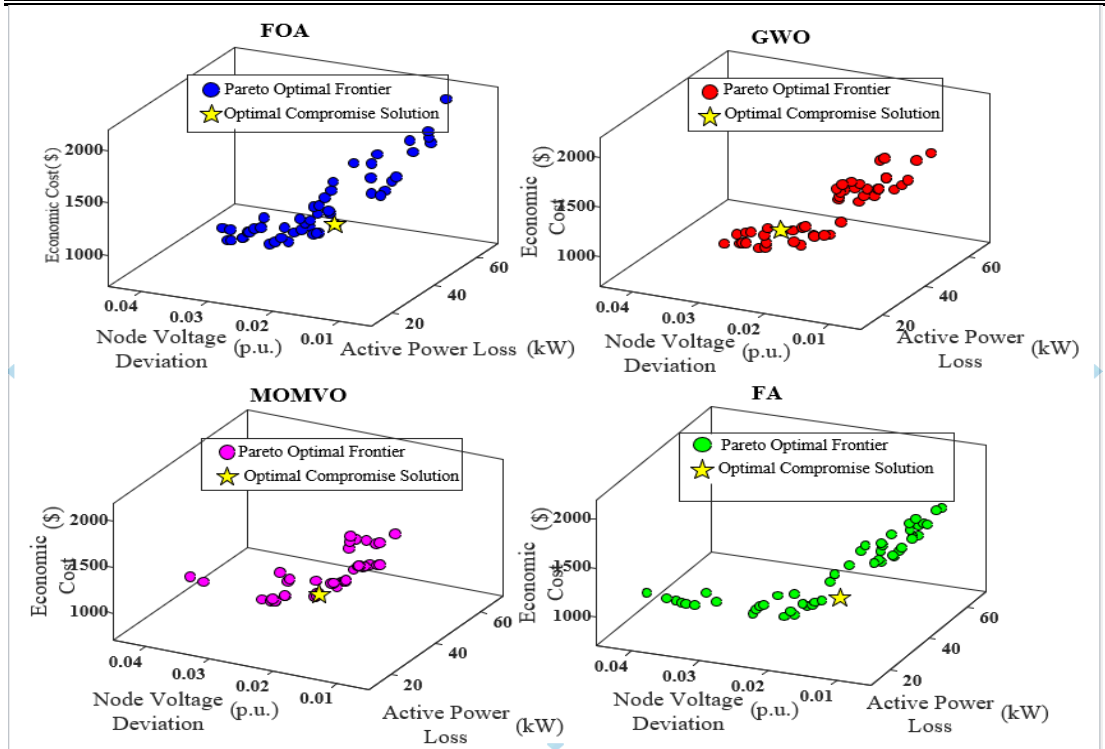 FOA
Pareto Optimal Frontier
Optimal Compromise Solution
Economic Cost($)
2000
1500
1000
0.04
0.03
0.02
0.01
20
40
60
Node Voltage
Deviation
(p.u.)
Active Power Loss (kW)
GWO
Pareto Optimal Frontier
Optimal Compromise Solution
Economic ($)
Cost
2000
1500
1000
0.04
0.03
0.02
0.01
20
40
60
Node Voltage
Deviation
(p.u.)
Active Power
Loss
(kW)
MOMVO
Pareto Optimal Frontier
Optimal Compromise Solution
Economic ($)
Cost
2000
1500
1000
0.04
0.03
0.02
0.01
20
40
60
Node Voltage
Deviation
(p.u.)
Active Power
Loss
(kW)
FA
Pareto Optimal Frontier
Optimal Compromise Solution
Economic ($)
Cost
2000
1500
1000
0.04
0.03
0.02
0.01
20
40
60
Node Voltage
Deviation
(p.u.)
Active Power
Loss
(kW)